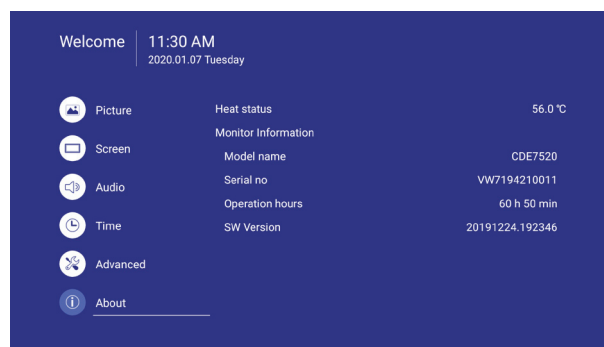 Welcome
11:30 AM
2020.01.07 Tuesday
Picture
Screen
Audio
Time
Advanced
About
Heat status 56.0 ℃
Monitor Information
Model name CDE7520
Serial no VW7194210011
Operation hours 60 h 50 min
SW Version 20191224.192346